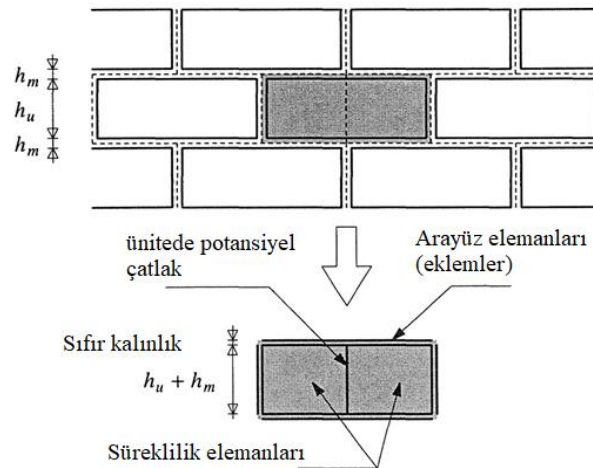 h_m
h_u
h_m
ünitede potansiyel
çatlak
Arayüz elemanları
(eklemler)
Sıfır kalınlık
h_u + h_m
Süreklilik elemanları